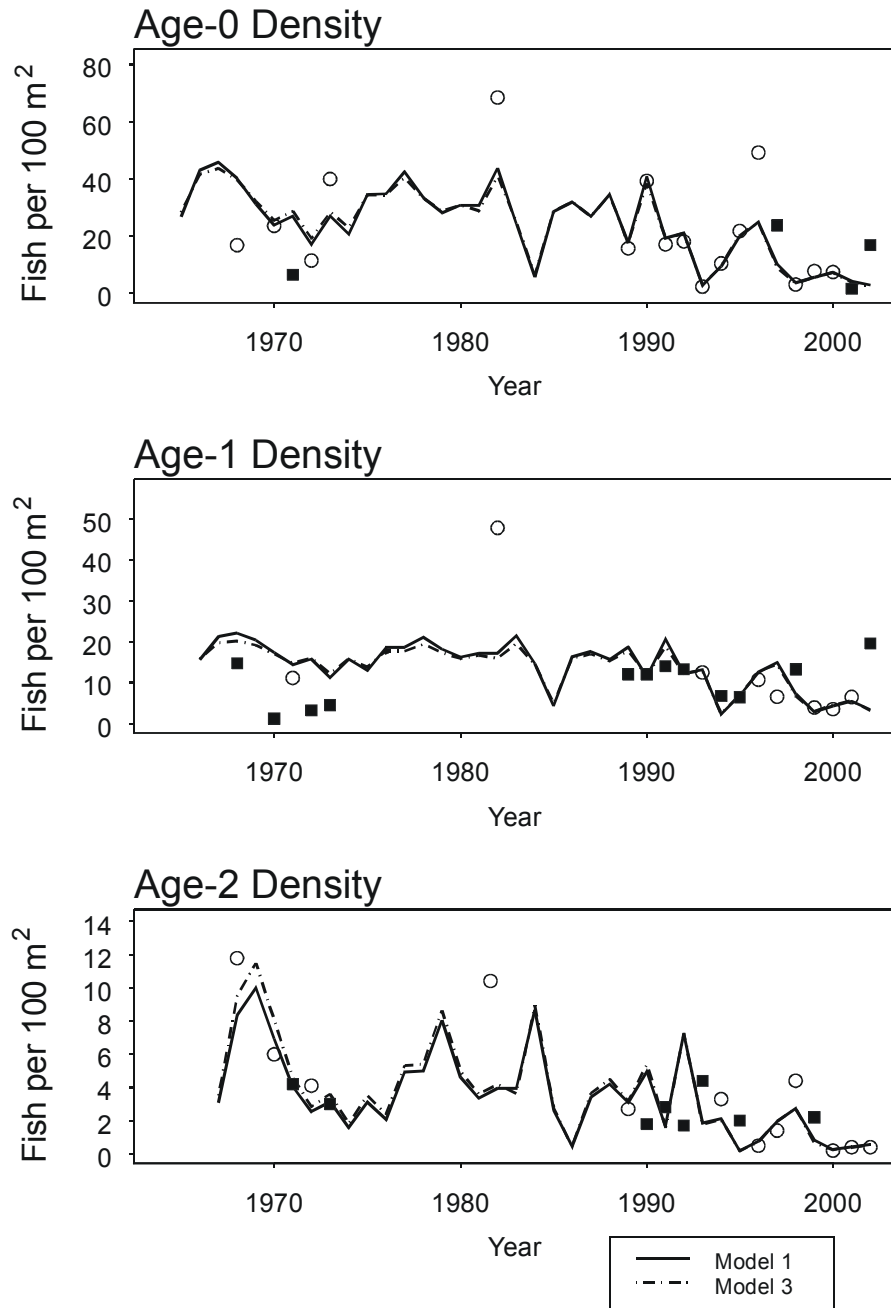 Age-0 Density
Fish per 100 m²
80
60
40
20
0
1970 1980 1990 2000
Year
Age-1 Density
Fish per 100 m²
50
40
30
20
10
0
1970 1980 1990 2000
Year
Age-2 Density
Fish per 100 m²
14
12
10
8
6
4
2
0
1970 1980 1990 2000
Year
Model 1
Model 3